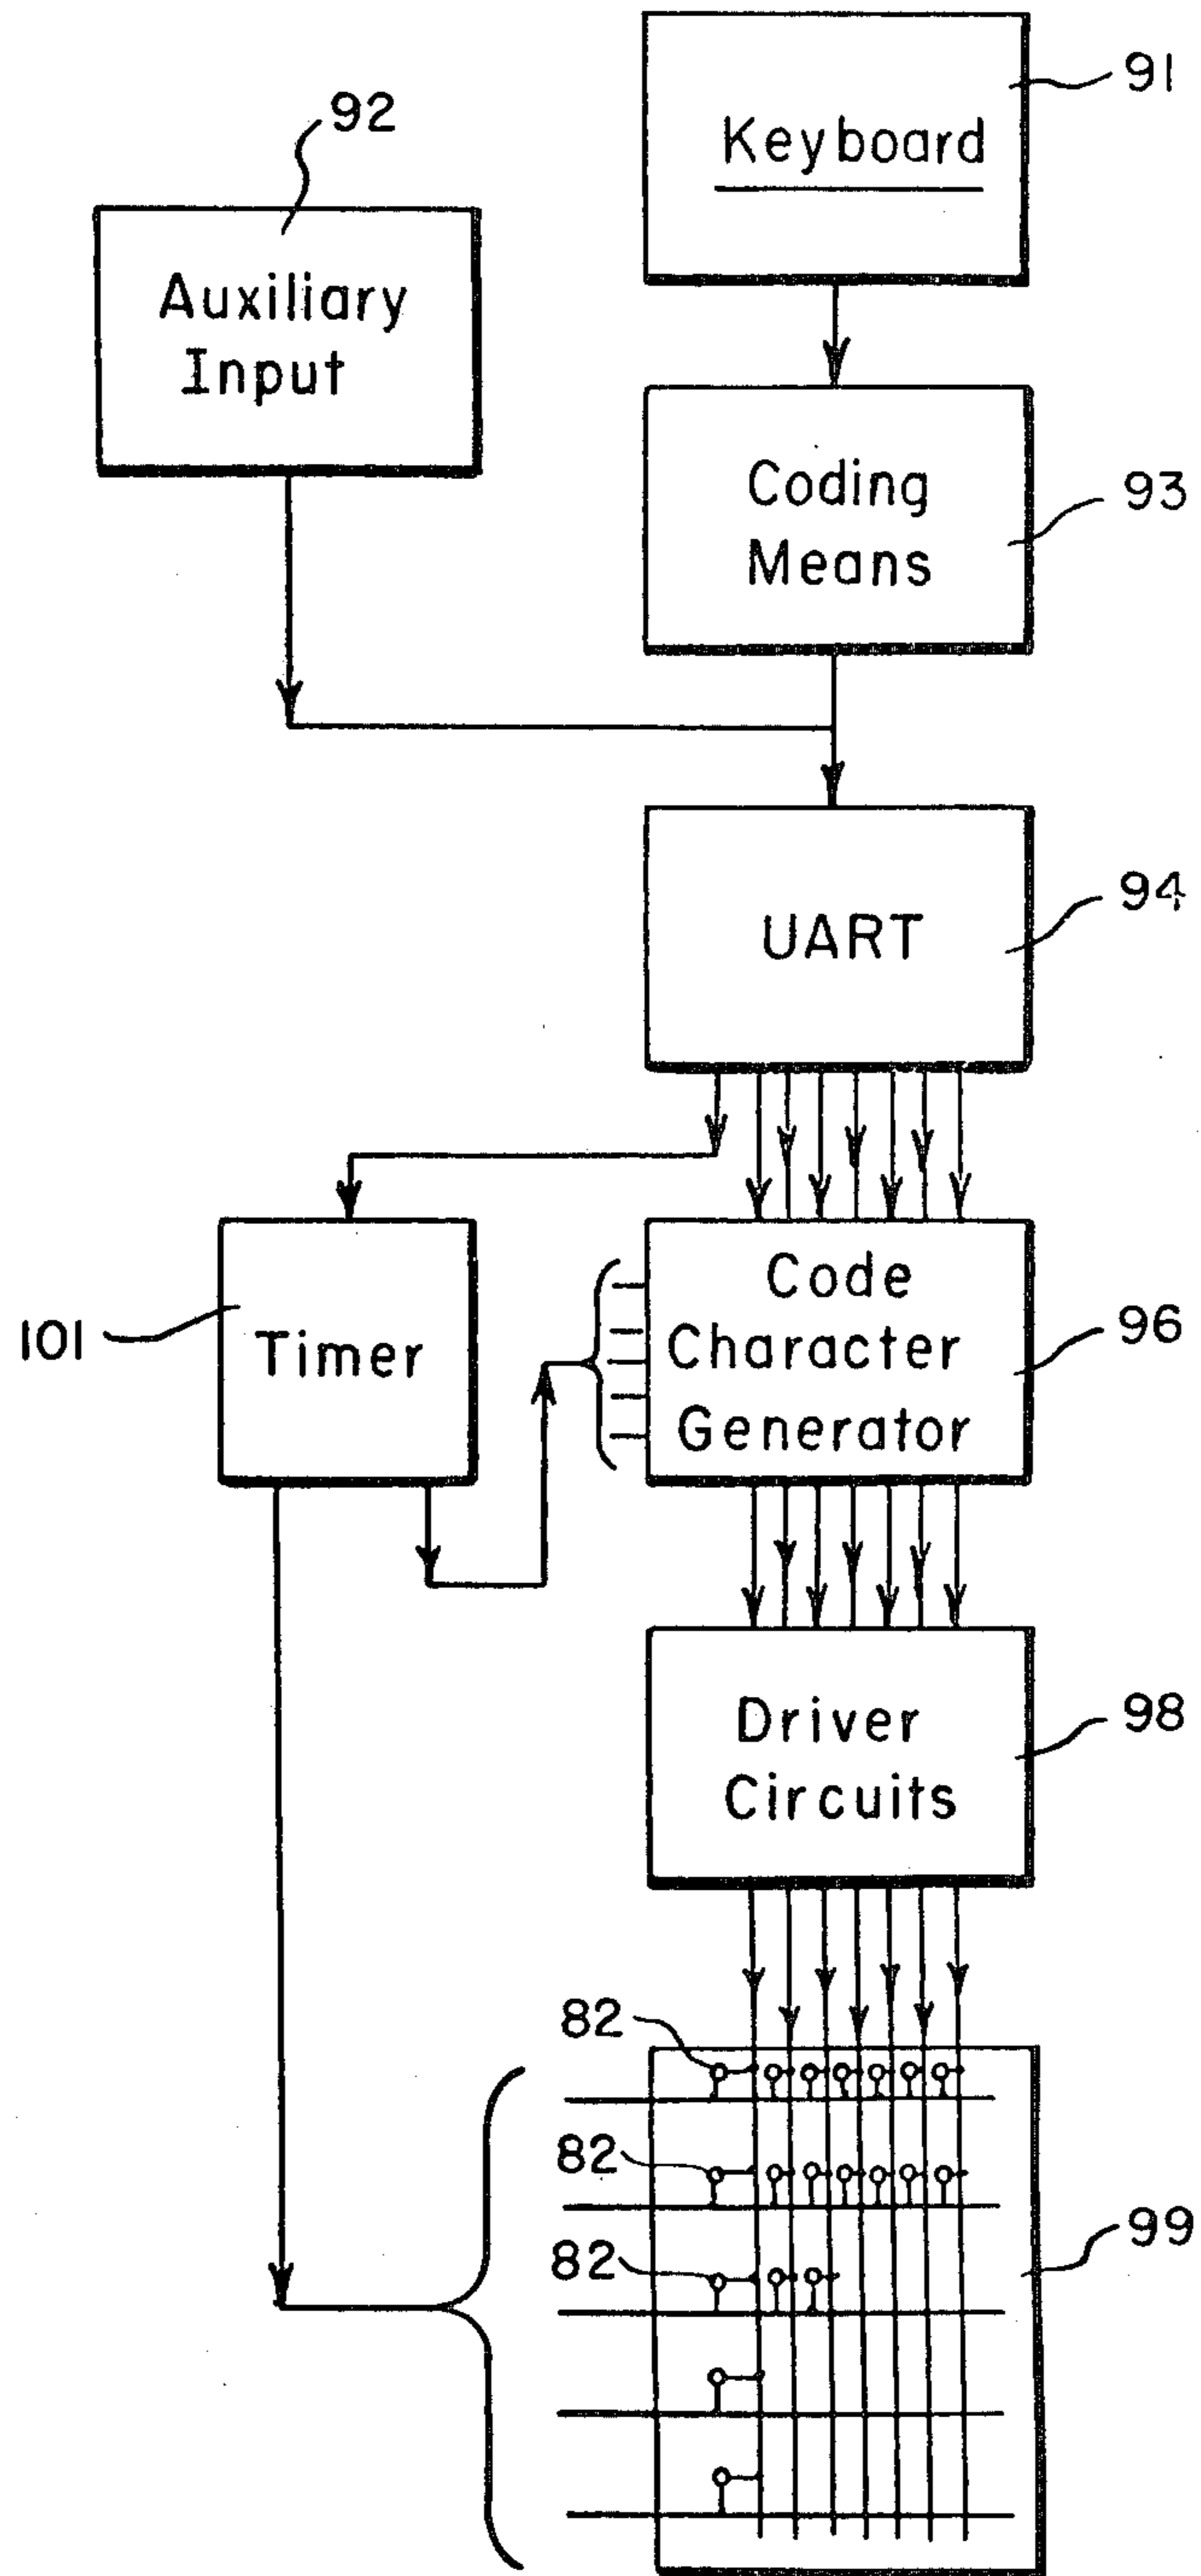 91
Keyboard
92
Auxiliary
Input
Coding
Means
93
UART
94
101
Timer
Code
Character
Generator
96
Driver
Circuits
98
82
82
82
99